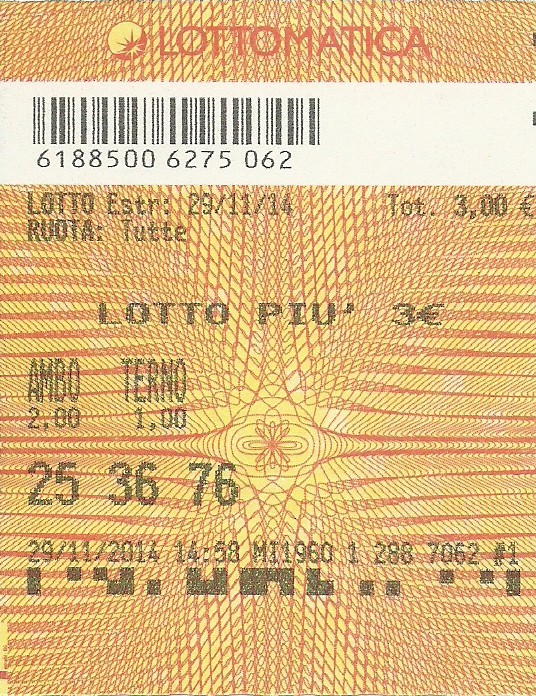 LOTTOMATICA
6188500 6275 062
LOTTO Estr: 29/11/14 Tot. 3,00 €
RUOTA: Tutte
LOTTO PIU' 3€
AMBO TERNO
2,00 1,00
25 36 76
29/11/2014 14:58 MI1960 1 288 7062 #1